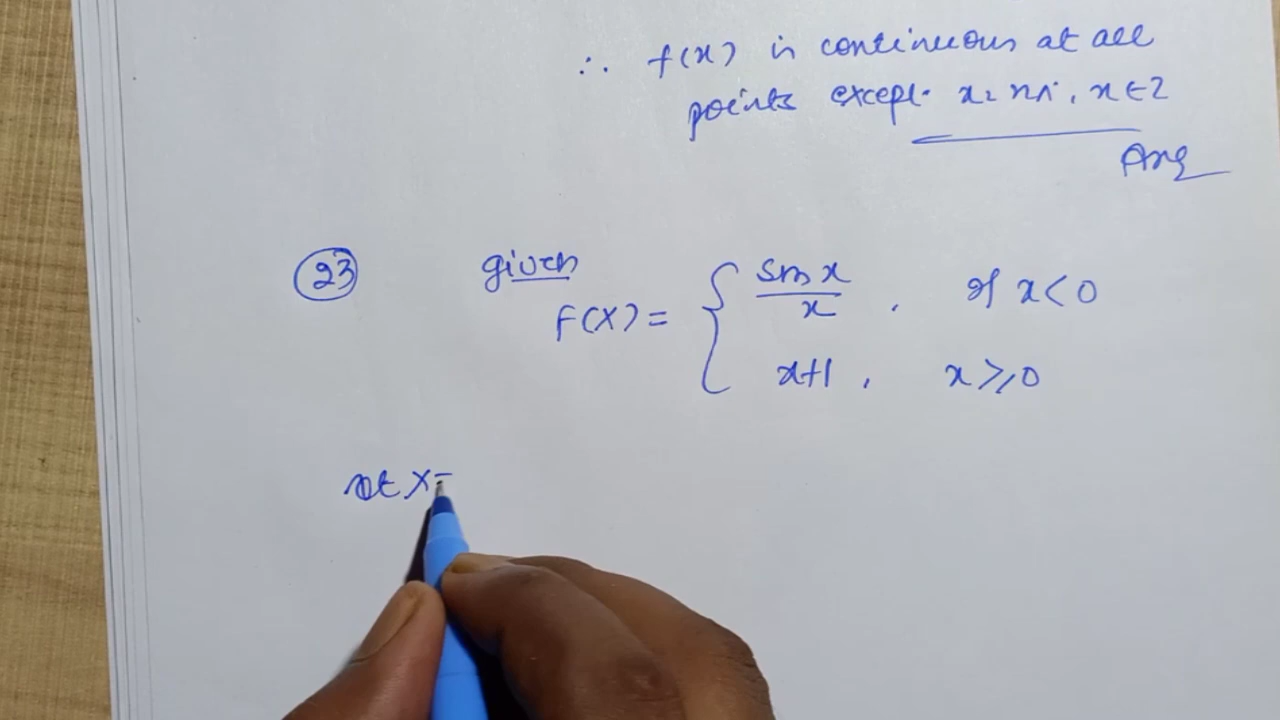 ∴ f(x) is continuous at all
points except x = nπ, n ∈ Z
Ans
23 given
f(x) = { sin x / x , if x < 0
x+1 , x ≥ 0
at x =